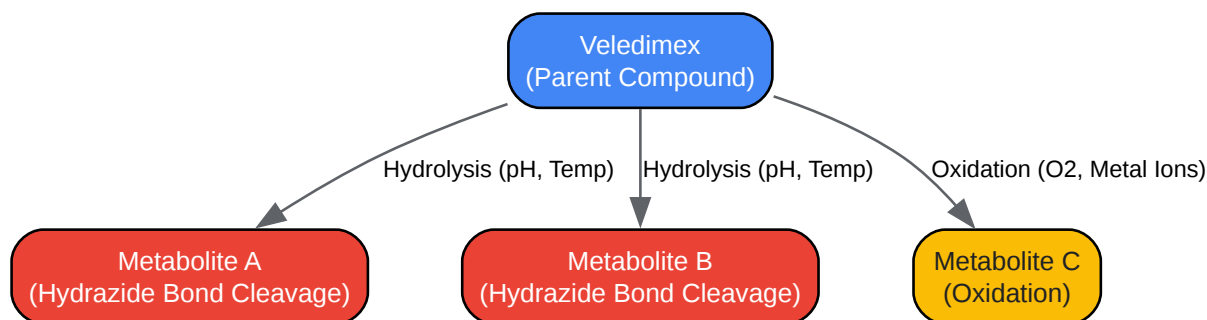 Veledimex
(Parent Compound)
Hydrolysis (pH, Temp)
Hydrolysis (pH, Temp)
Oxidation (O2, Metal Ions)
Metabolite A
(Hydrazide Bond Cleavage)
Metabolite B
(Hydrazide Bond Cleavage)
Metabolite C
(Oxidation)